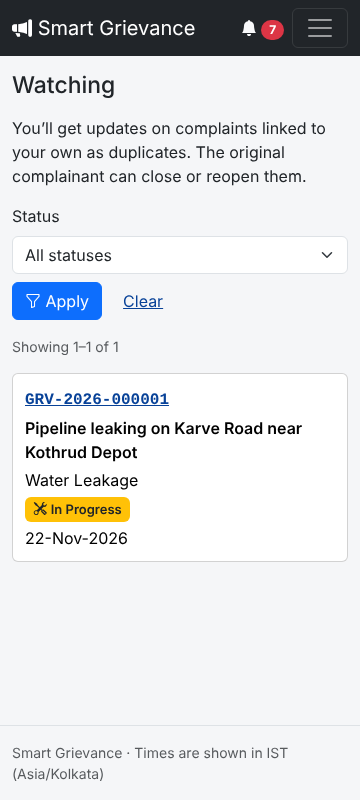 Smart Grievance
7
Watching
You’ll get updates on complaints linked to
your own as duplicates. The original
complainant can close or reopen them.
Status
All statuses
Apply Clear
Showing 1–1 of 1
GRV-2026-000001
Pipeline leaking on Karve Road near
Kothrud Depot
Water Leakage
In Progress
22-Nov-2026
Smart Grievance · Times are shown in IST
(Asia/Kolkata)